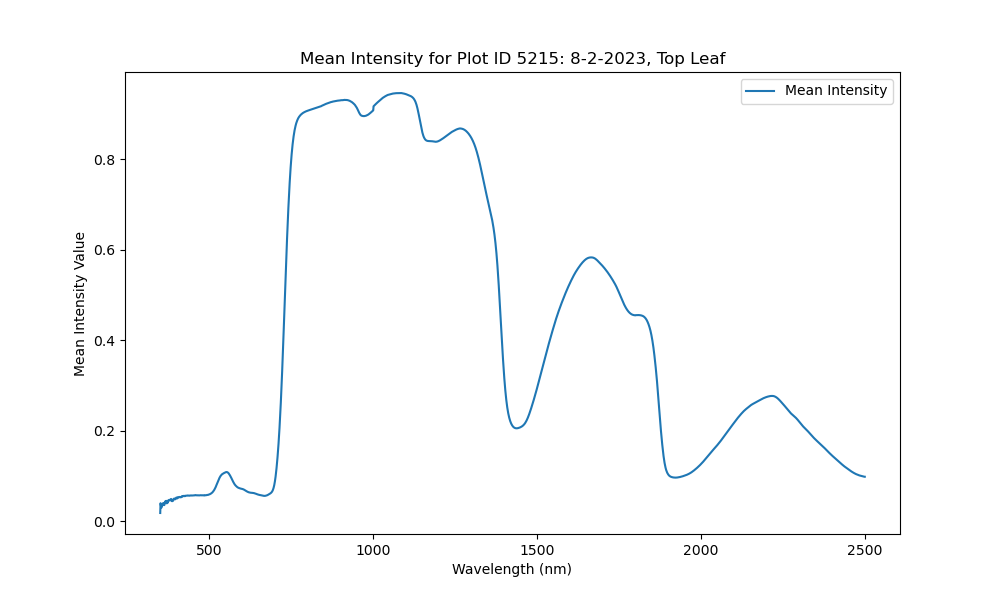 Mean Intensity for Plot ID 5215: 8-2-2023, Top Leaf
Mean Intensity
Mean Intensity Value
0.8
0.6
0.4
0.2
0.0
500
1000
1500
2000
2500
Wavelength (nm)